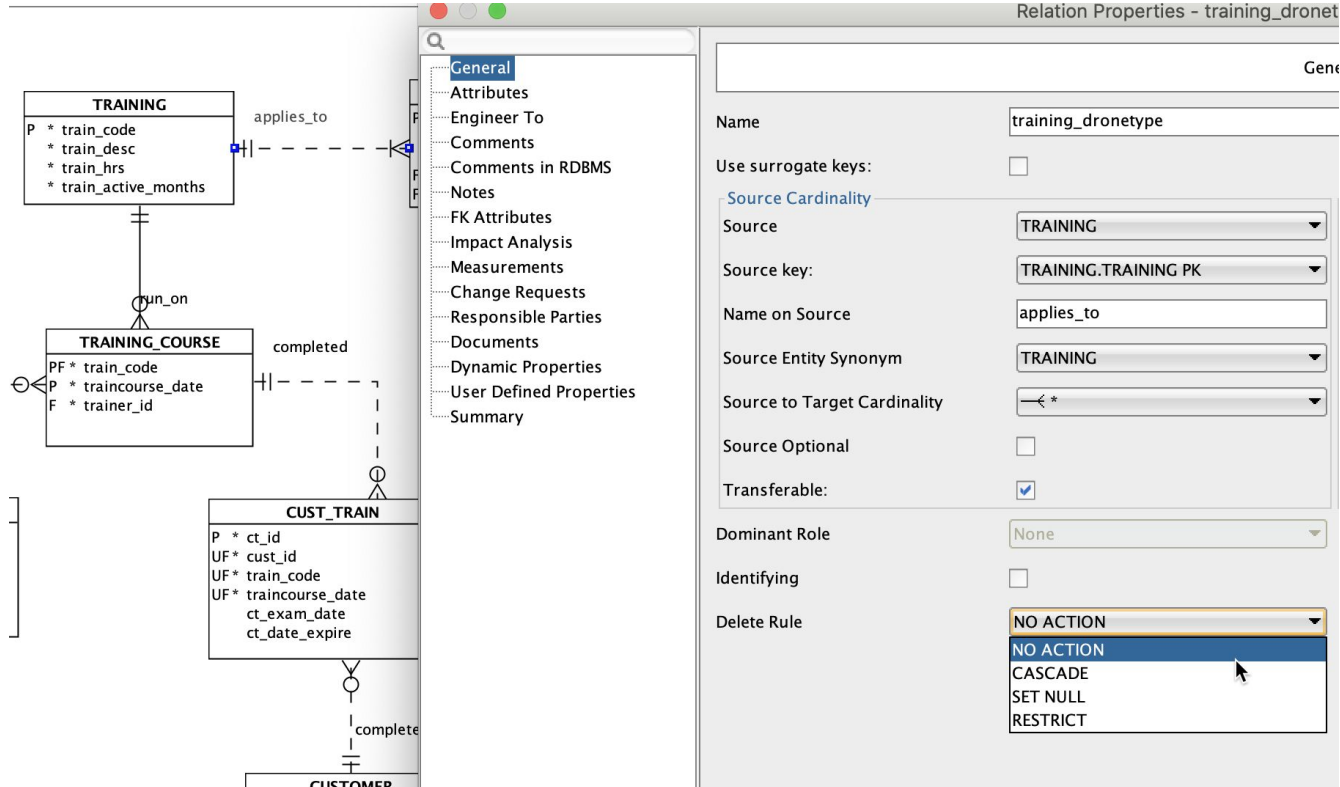 Relation Properties - training_dronet
TRAINING
P * train_code
* train_desc
* train_hrs
* train_active_months
applies_to
P
F
F
run_on
TRAINING_COURSE
PF * train_code
P * traincourse_date
F * trainer_id
completed
CUST_TRAIN
P * ct_id
UF * cust_id
UF * train_code
UF * traincourse_date
ct_exam_date
ct_date_expire
complete
CUSTOMER
General
Attributes
Engineer To
Comments
Comments in RDBMS
Notes
FK Attributes
Impact Analysis
Measurements
Change Requests
Responsible Parties
Documents
Dynamic Properties
User Defined Properties
Summary
Gene
Name training_dronetype
Use surrogate keys:
Source Cardinality
Source TRAINING
Source key: TRAINING.TRAINING PK
Name on Source applies_to
Source Entity Synonym TRAINING
Source to Target Cardinality *
Source Optional
Transferable:
Dominant Role None
Identifying
Delete Rule NO ACTION
NO ACTION
CASCADE
SET NULL
RESTRICT